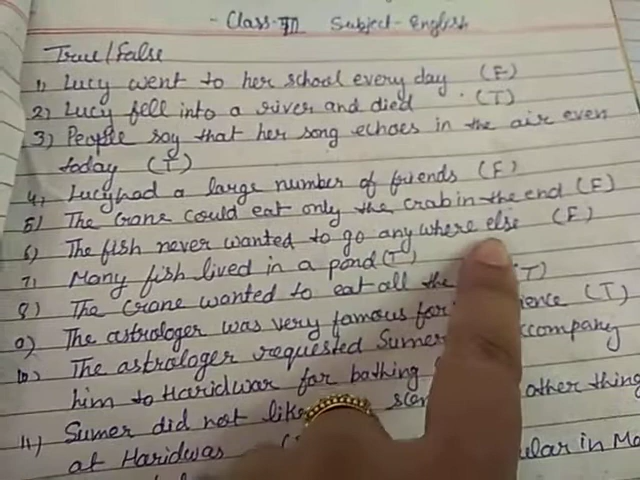 - Class-VII Subject- English
True/False
1) Lucy went to her school every day (F)
2) Lucy fell into a river and died (T)
3) People say that her song echoes in the air even
today (T)
4) Lucy had a large number of friends (F)
5) The crane could eat only the crab in the end (F)
6) The fish never wanted to go anywhere else (F)
7) Many fish lived in a pond (T)
8) The crane wanted to eat all the (T)
9) The astrologer was very famous for (T)
10) The astrologer requested Sumer
him to Haridwar for bathing other thing
11) Sumer did not like
at Haridwar in